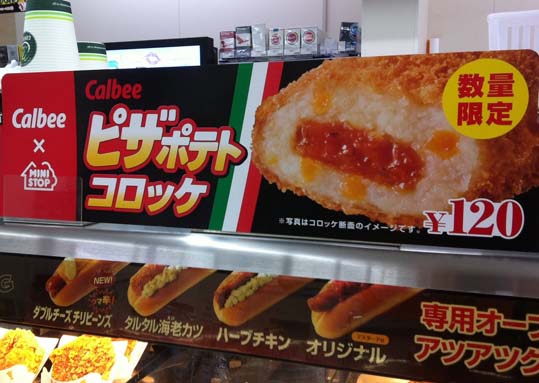 Calbee
×
MINI
STOP
Calbee
ピザポテト
コロッケ
数量
限定
※写真はコロッケ断面のイメージです。
¥120
NEW!
ダブルチーズチリビーンズ
タルタル海老カツ
ハーブチキン
オリジナル
専用オーブ
アツアツ